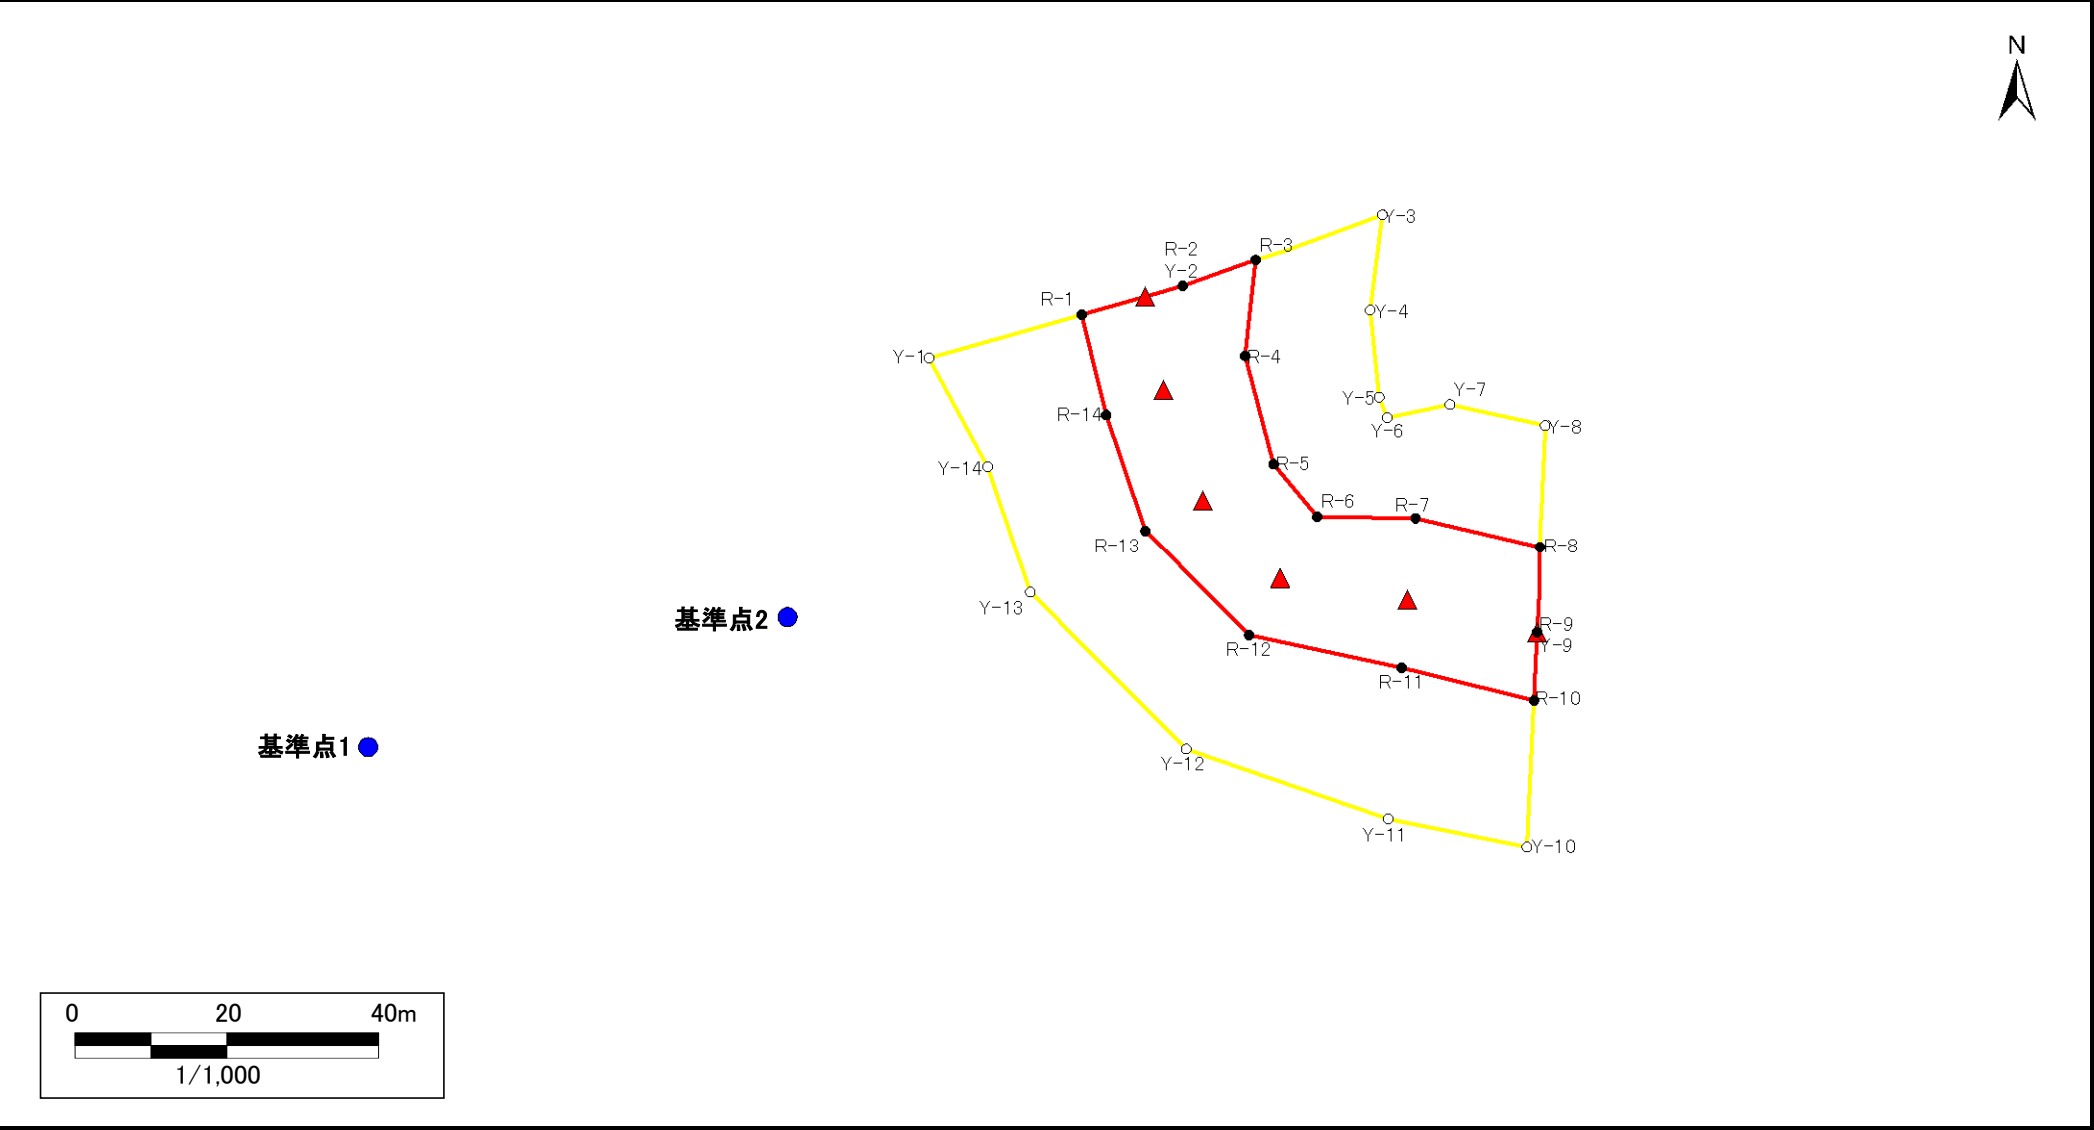 N
Y-3
R-3
R-2
Y-2
R-1
Y-4
Y-1
R-4
Y-7
Y-5
R-14
Y-6
Y-8
R-5
Y-14
R-6
R-7
R-13
R-8
Y-13
基準点2
R-9
Y-9
R-12
R-11
R-10
基準点1
Y-12
Y-11
Y-10
0 20 40m
1/1,000